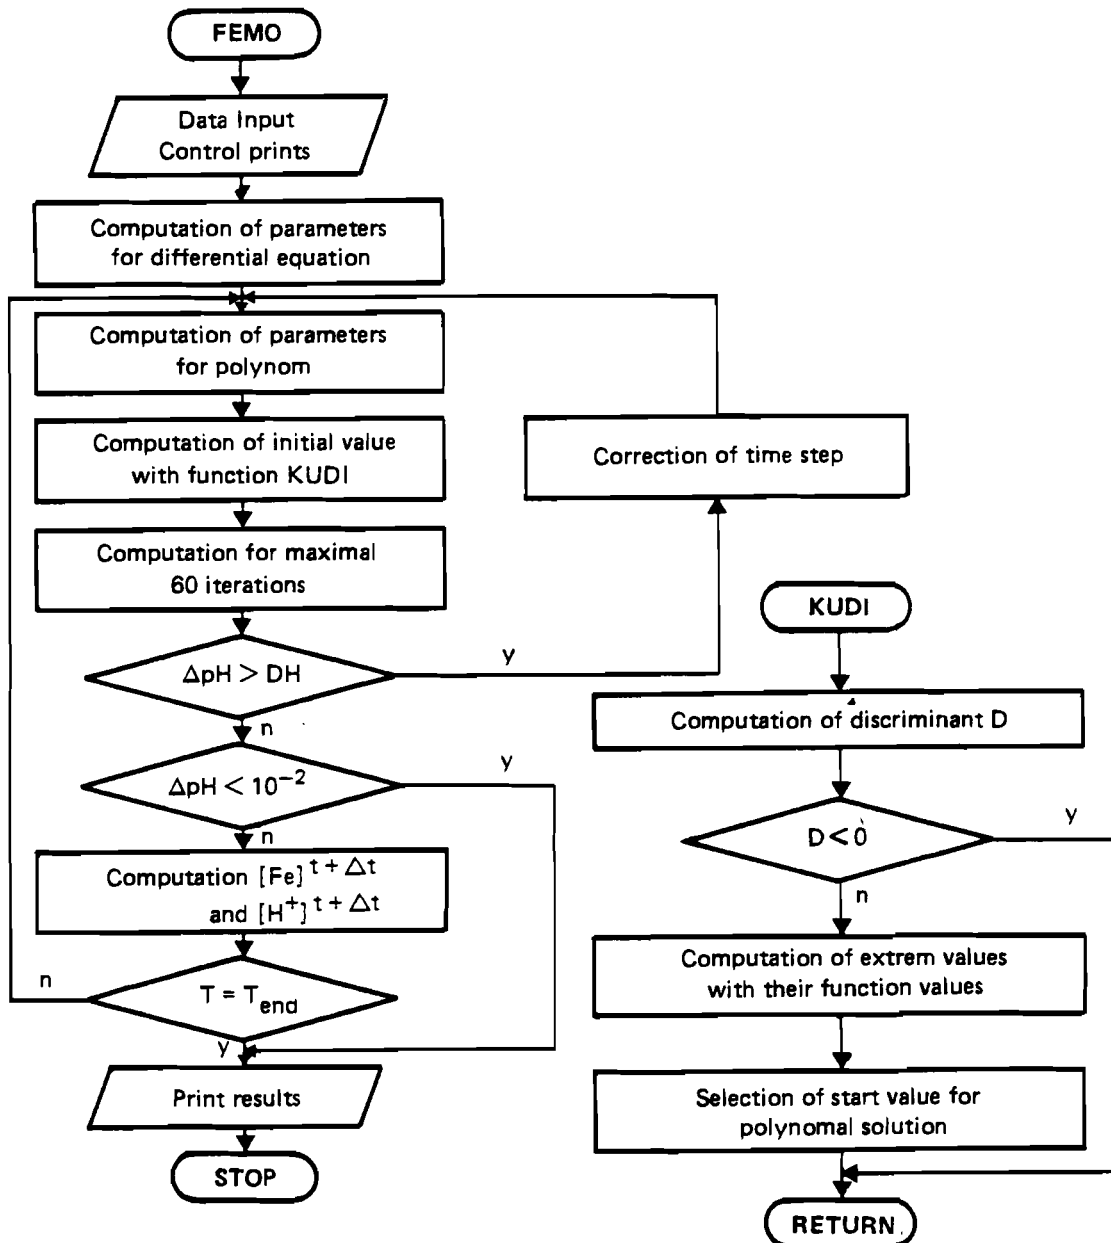 FEMO
Data Input
Control prints
Computation of parameters
for differential equation
Computation of parameters
for polynom
Computation of initial value
with function KUDI
Computation for maximal
60 iterations
ΔpH > DH
y
n
ΔpH < 10⁻²
y
n
Computation [Fe]ᵗ ⁺ Δᵗ
and [H⁺]ᵗ ⁺ Δᵗ
T = T_end
n
y
Print results
STOP
Correction of time step
KUDI
Computation of discriminant D
D < 0
y
n
Computation of extrem values
with their function values
Selection of start value for
polynomal solution
RETURN